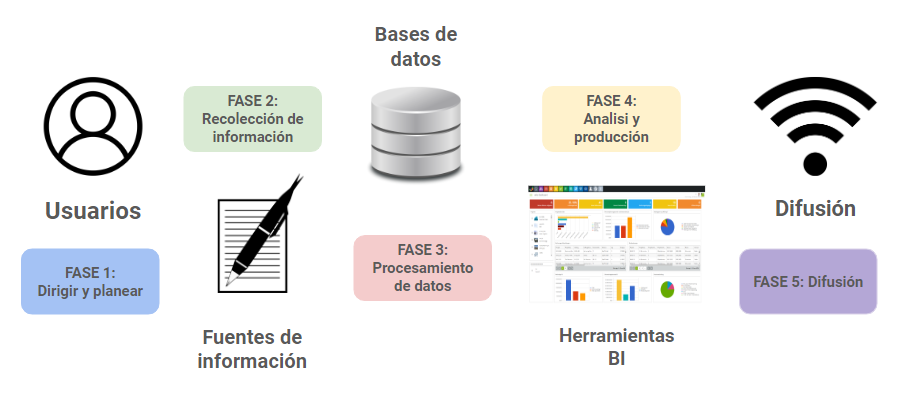 Usuarios
FASE 1:
Dirigir y planear
FASE 2:
Recolección de
información
Fuentes de
información
Bases de
datos
FASE 3:
Procesamiento
de datos
FASE 4:
Analisi y
producción
Herramientas
BI
Difusión
FASE 5: Difusión